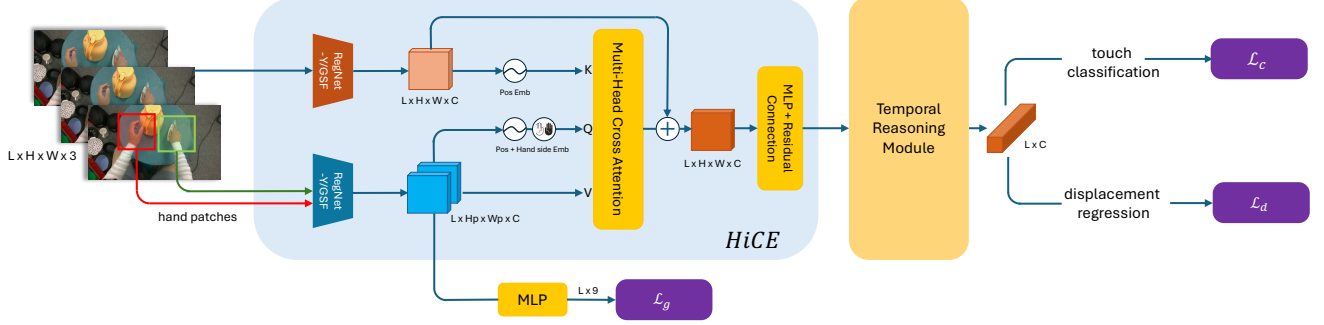 L x H x W x 3
hand patches
RegNet
-Y/GSF
L x H x W x C
Pos Emb
K
RegNet
-Y/GSF
Pos + Hand side Emb
Q
V
L x Hp x Wp x C
Multi-Head Cross Attention
L x H x W x C
MLP + Residual
Connection
HiCE
MLP
L x 9
ℒg
Temporal
Reasoning
Module
L x C
touch
classification
ℒc
displacement
regression
ℒd